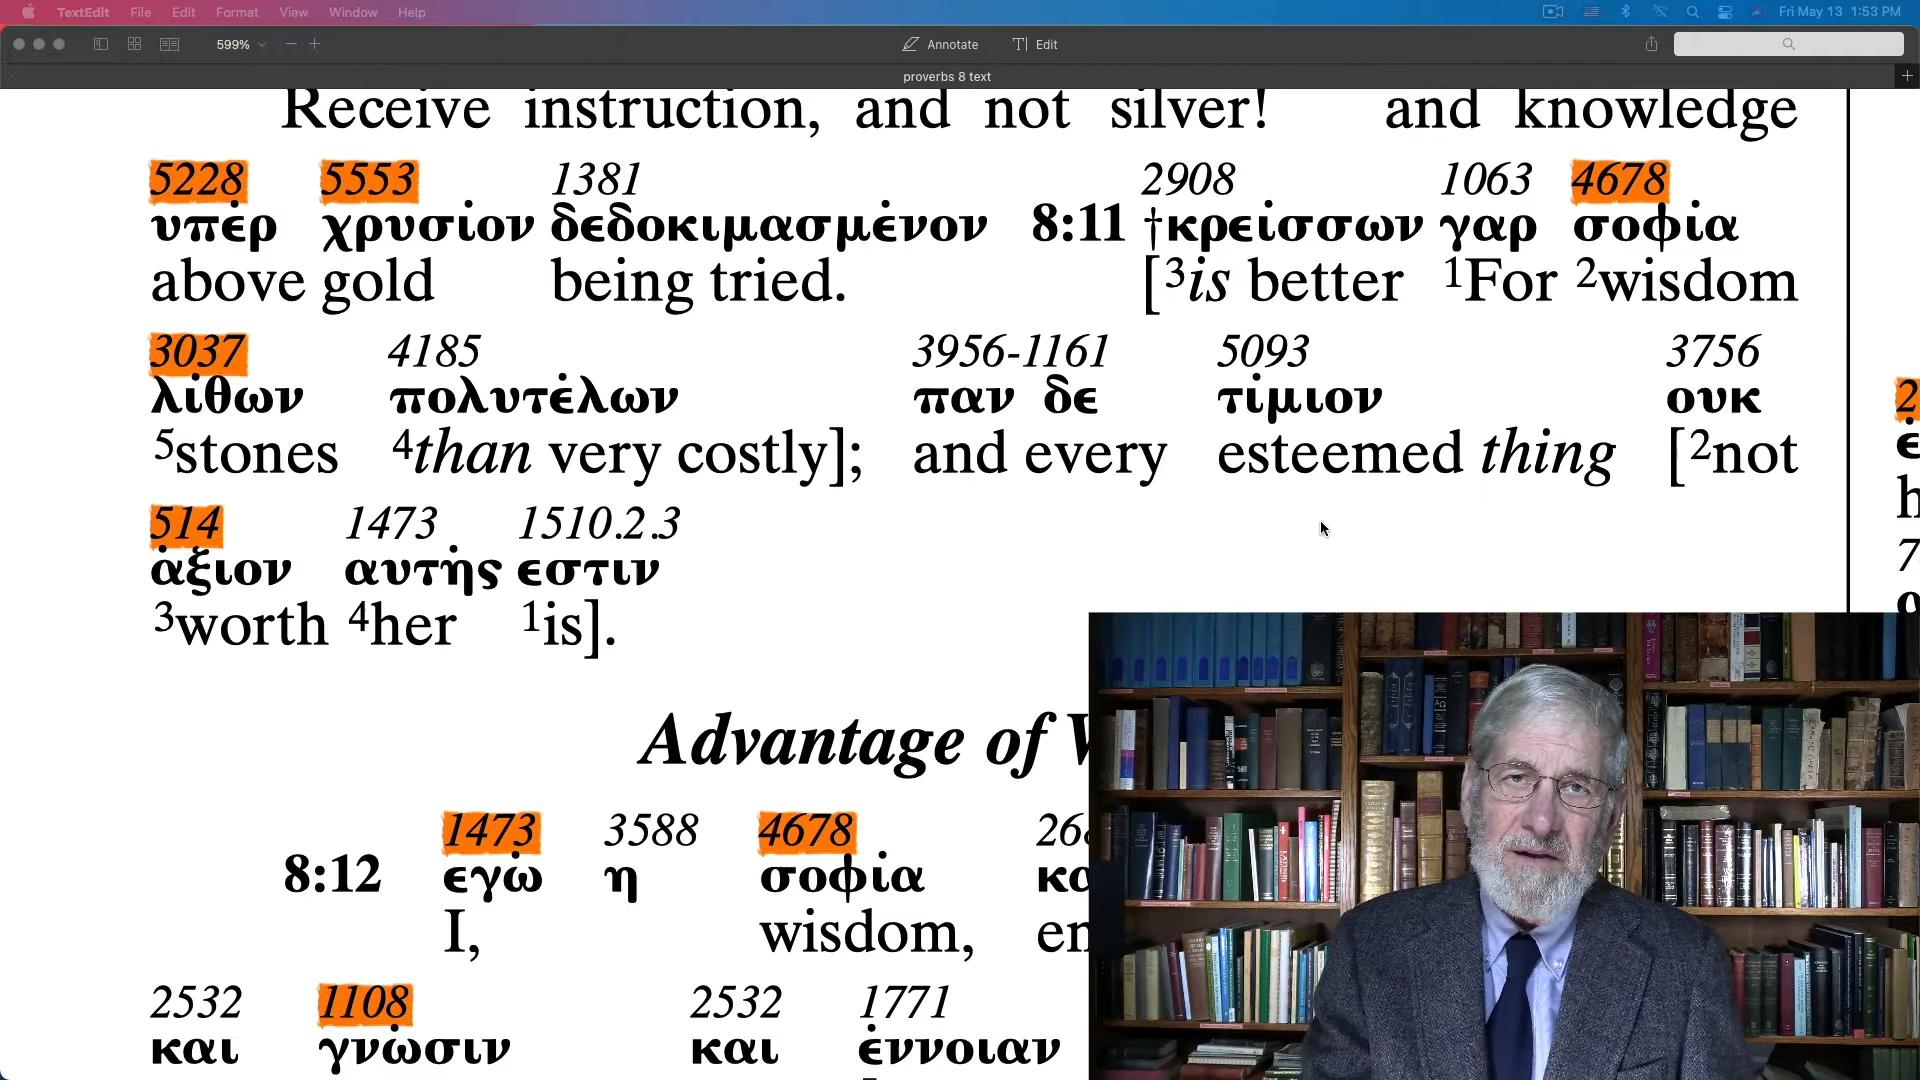 TextEdit File Edit Format View Window Help Fri May 13 1:53 PM
599% Annotate Edit
proverbs 8 text
Receive instruction, and not silver! and knowledge
5228 5553 1381 2908 1063 4678
υπέρ χρυσίον δεδοκιμασμένον 8:11 †κρείσσων γαρ σοφία
above gold being tried. [³is better ¹For ²wisdom
3037 4185 3956-1161 5093 3756
λίθων πολυτέλων παν δε τίμιον ουκ
⁵stones ⁴than very costly]; and every esteemed thing [²not
514 1473 1510.2.3
άξιον αυτής εστιν
³worth ⁴her ¹is].
Advantage of
1473 3588 4678
8:12 εγώ η σοφία
I, wisdom,
2532 1108 2532 1771
και γνώσιν και έννοιαν